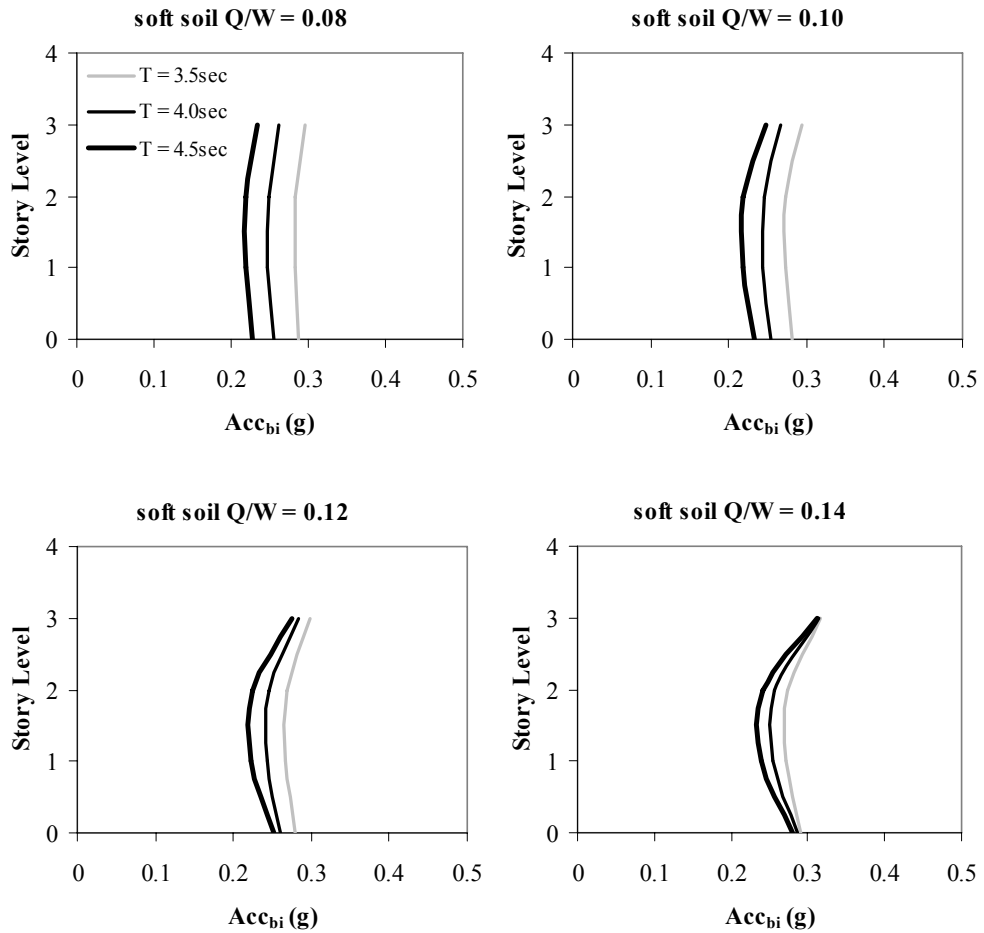 soft soil Q/W = 0.08
4
3
2
1
0
Story Level
T = 3.5sec
T = 4.0sec
T = 4.5sec
0 0.1 0.2 0.3 0.4 0.5
Accbi (g)
soft soil Q/W = 0.10
4
3
2
1
0
Story Level
0 0.1 0.2 0.3 0.4 0.5
Accbi (g)
soft soil Q/W = 0.12
4
3
2
1
0
Story Level
0 0.1 0.2 0.3 0.4 0.5
Accbi (g)
soft soil Q/W = 0.14
4
3
2
1
0
Story Level
0 0.1 0.2 0.3 0.4 0.5
Accbi (g)